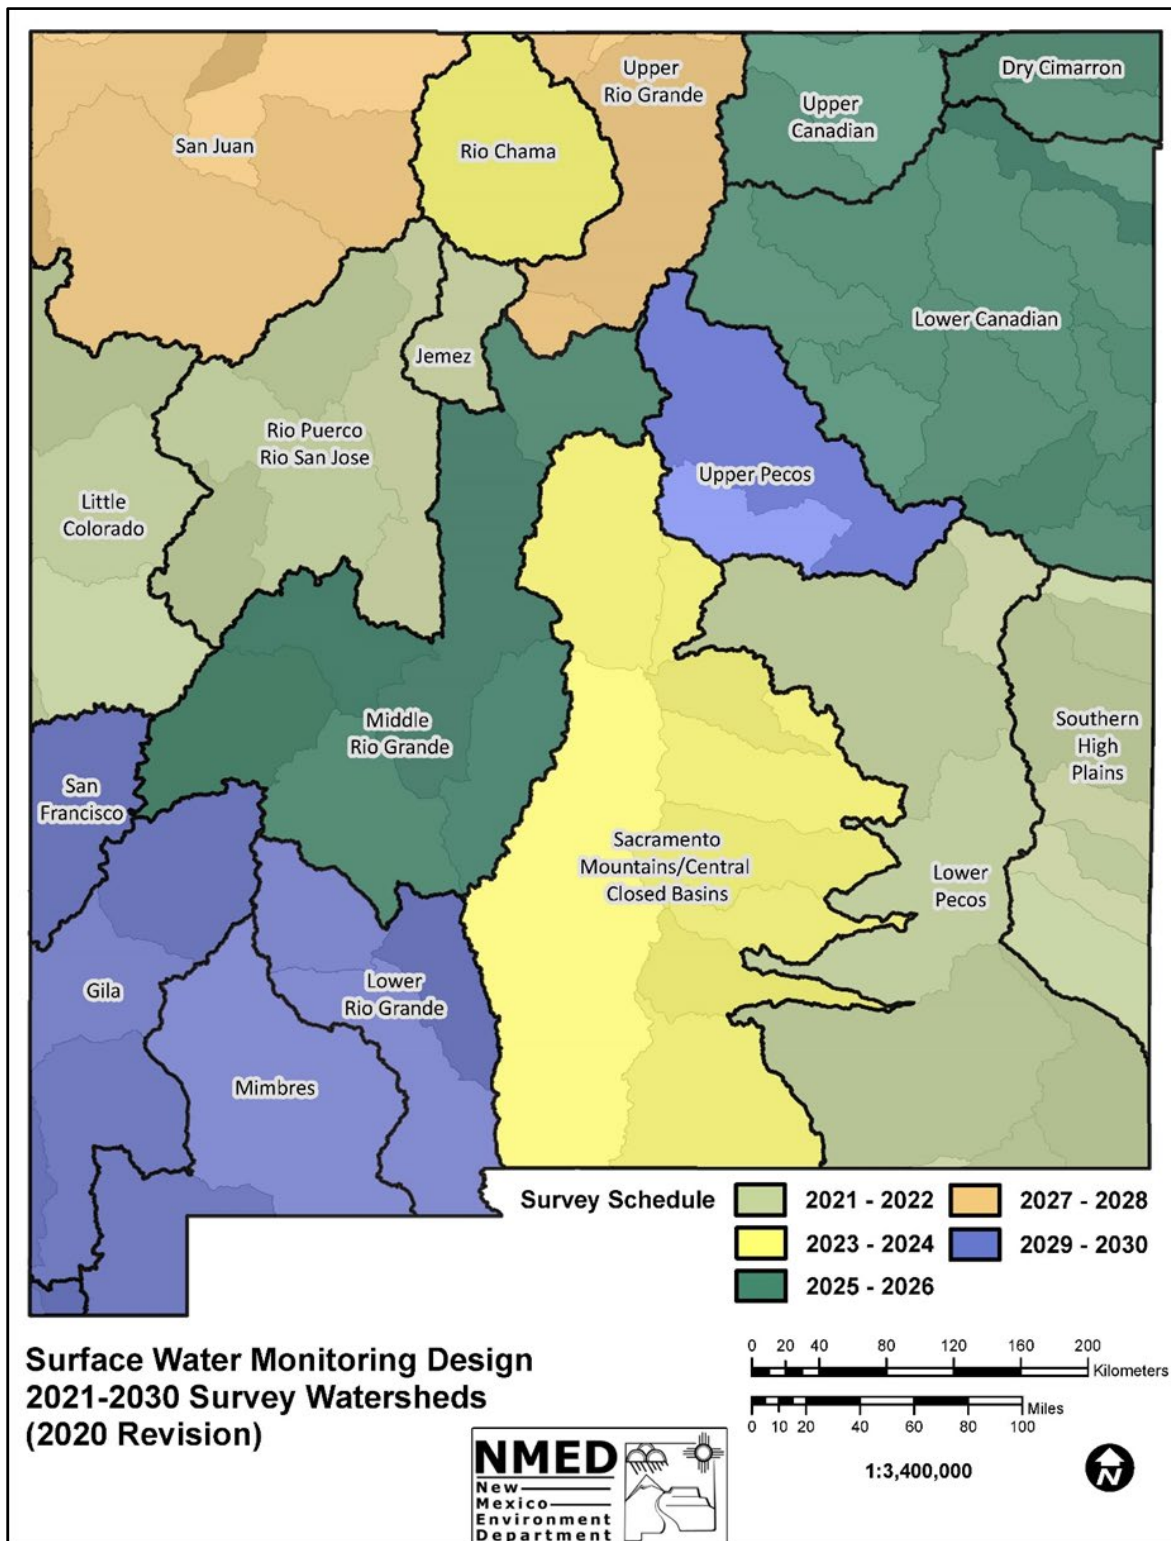 Upper
Rio Grande
Dry Cimarron
Upper
Canadian
San Juan
Rio Chama
Lower Canadian
Jemez
Rio Puerco
Rio San Jose
Upper Pecos
Little
Colorado
Middle
Rio Grande
Southern
High
Plains
San
Francisco
Sacramento
Mountains/Central
Closed Basins
Lower
Pecos
Gila
Lower
Rio Grande
Mimbres
Survey Schedule
2021 - 2022
2027 - 2028
2023 - 2024
2029 - 2030
2025 - 2026
Surface Water Monitoring Design
2021-2030 Survey Watersheds
(2020 Revision)
0 20 40 80 120 160 200
Kilometers
Miles
0 10 20 40 60 80 100
1:3,400,000
N
NMED
New
Mexico
Environment
Department